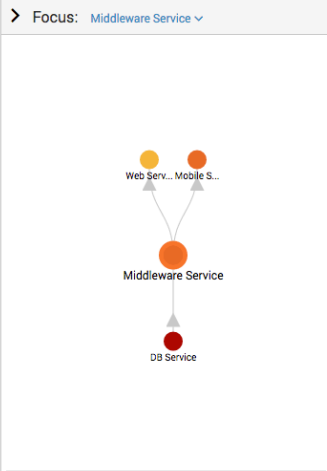 Focus: Middleware Service
Web Serv... Mobile S...
Middleware Service
DB Service